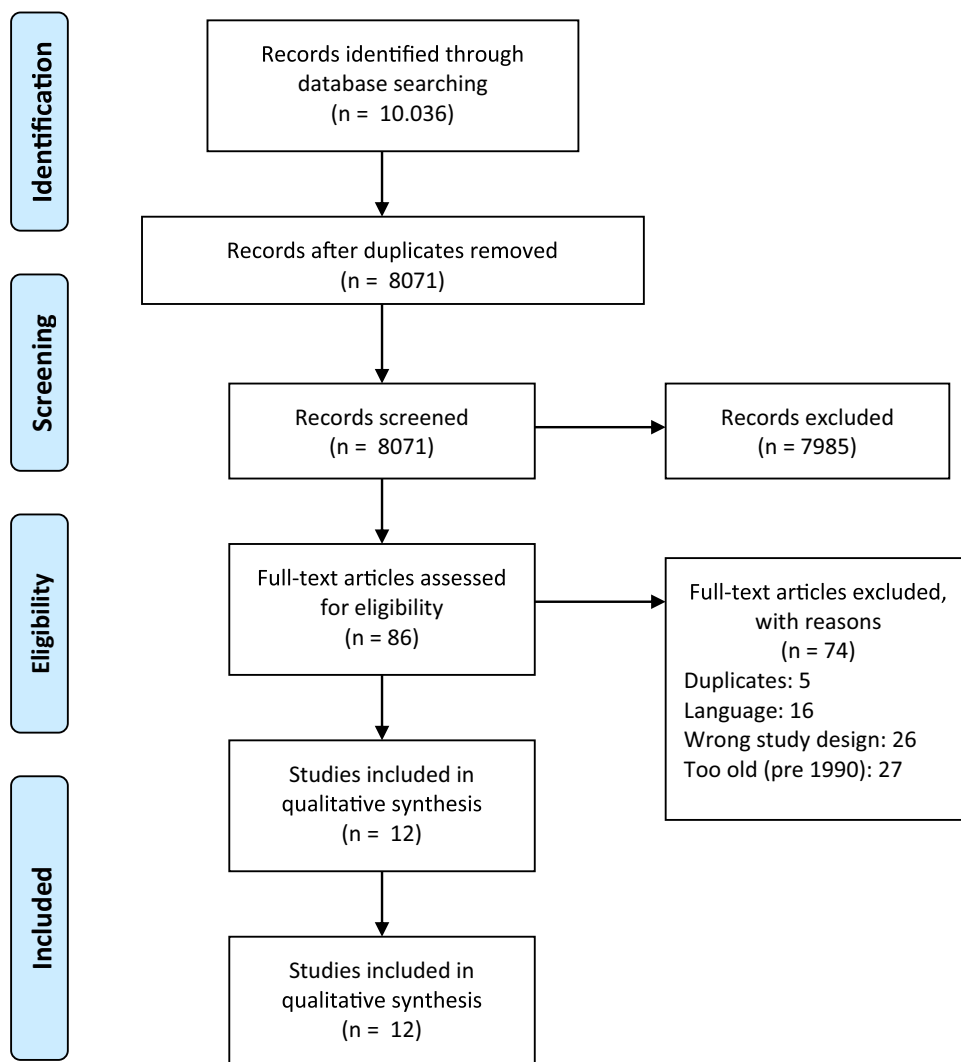 Identification
Records identified through
database searching
(n = 10.036)
Records after duplicates removed
(n = 8071)
Screening
Records screened
(n = 8071)
Records excluded
(n = 7985)
Eligibility
Full-text articles assessed
for eligibility
(n = 86)
Full-text articles excluded,
with reasons
(n = 74)
Duplicates: 5
Language: 16
Wrong study design: 26
Too old (pre 1990): 27
Included
Studies included in
qualitative synthesis
(n = 12)
Studies included in
qualitative synthesis
(n = 12)